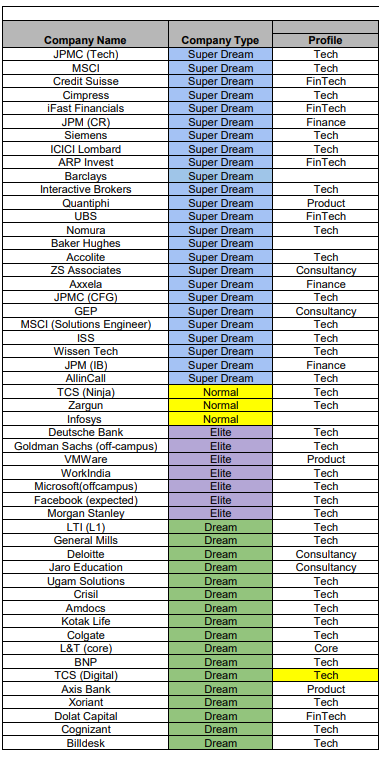 Company Name Company Type Profile
JPMC (Tech) Super Dream Tech
MSCI Super Dream Tech
Credit Suisse Super Dream FinTech
Cimpress Super Dream Tech
iFast Financials Super Dream FinTech
JPM (CR) Super Dream Finance
Siemens Super Dream Tech
ICICI Lombard Super Dream Tech
ARP Invest Super Dream FinTech
Barclays Super Dream
Interactive Brokers Super Dream Tech
Quantiphi Super Dream Product
UBS Super Dream FinTech
Nomura Super Dream Tech
Baker Hughes Super Dream
Accolite Super Dream Tech
ZS Associates Super Dream Consultancy
Axxela Super Dream Finance
JPMC (CFG) Super Dream Tech
GEP Super Dream Consultancy
MSCI (Solutions Engineer) Super Dream Tech
ISS Super Dream Tech
Wissen Tech Super Dream Tech
JPM (IB) Super Dream Finance
AllinCall Super Dream Tech
TCS (Ninja) Normal Tech
Zargun Normal Tech
Infosys Normal
Deutsche Bank Elite Tech
Goldman Sachs (off-campus) Elite Tech
VMWare Elite Product
WorkIndia Elite Tech
Microsoft(offcampus) Elite Tech
Facebook (expected) Elite Tech
Morgan Stanley Elite Tech
LTI (L1) Dream Tech
General Mills Dream Tech
Deloitte Dream Consultancy
Jaro Education Dream Consultancy
Ugam Solutions Dream Tech
Crisil Dream Tech
Amdocs Dream Tech
Kotak Life Dream Tech
Colgate Dream Tech
L&T (core) Dream Core
BNP Dream Tech
TCS (Digital) Dream Tech
Axis Bank Dream Product
Xoriant Dream Tech
Dolat Capital Dream FinTech
Cognizant Dream Tech
Billdesk Dream Tech